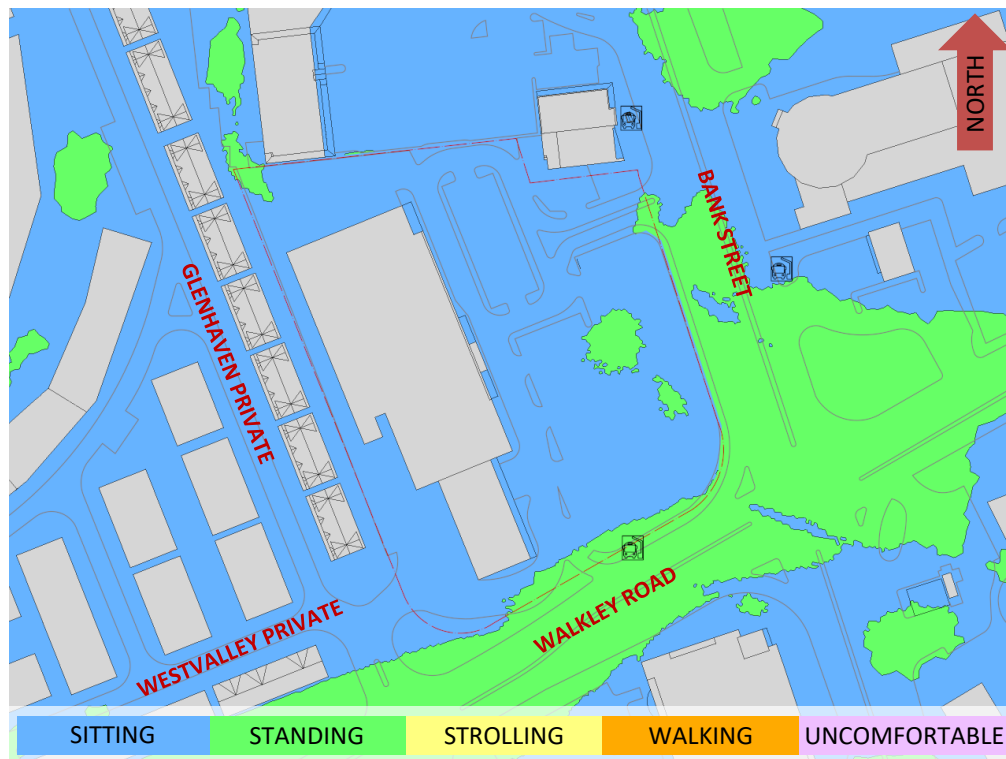 NORTH
BANK STREET
GLENHAVEN PRIVATE
WALKLEY ROAD
WESTVALLEY PRIVATE
SITTING
STANDING
STROLLING
WALKING
UNCOMFORTABLE